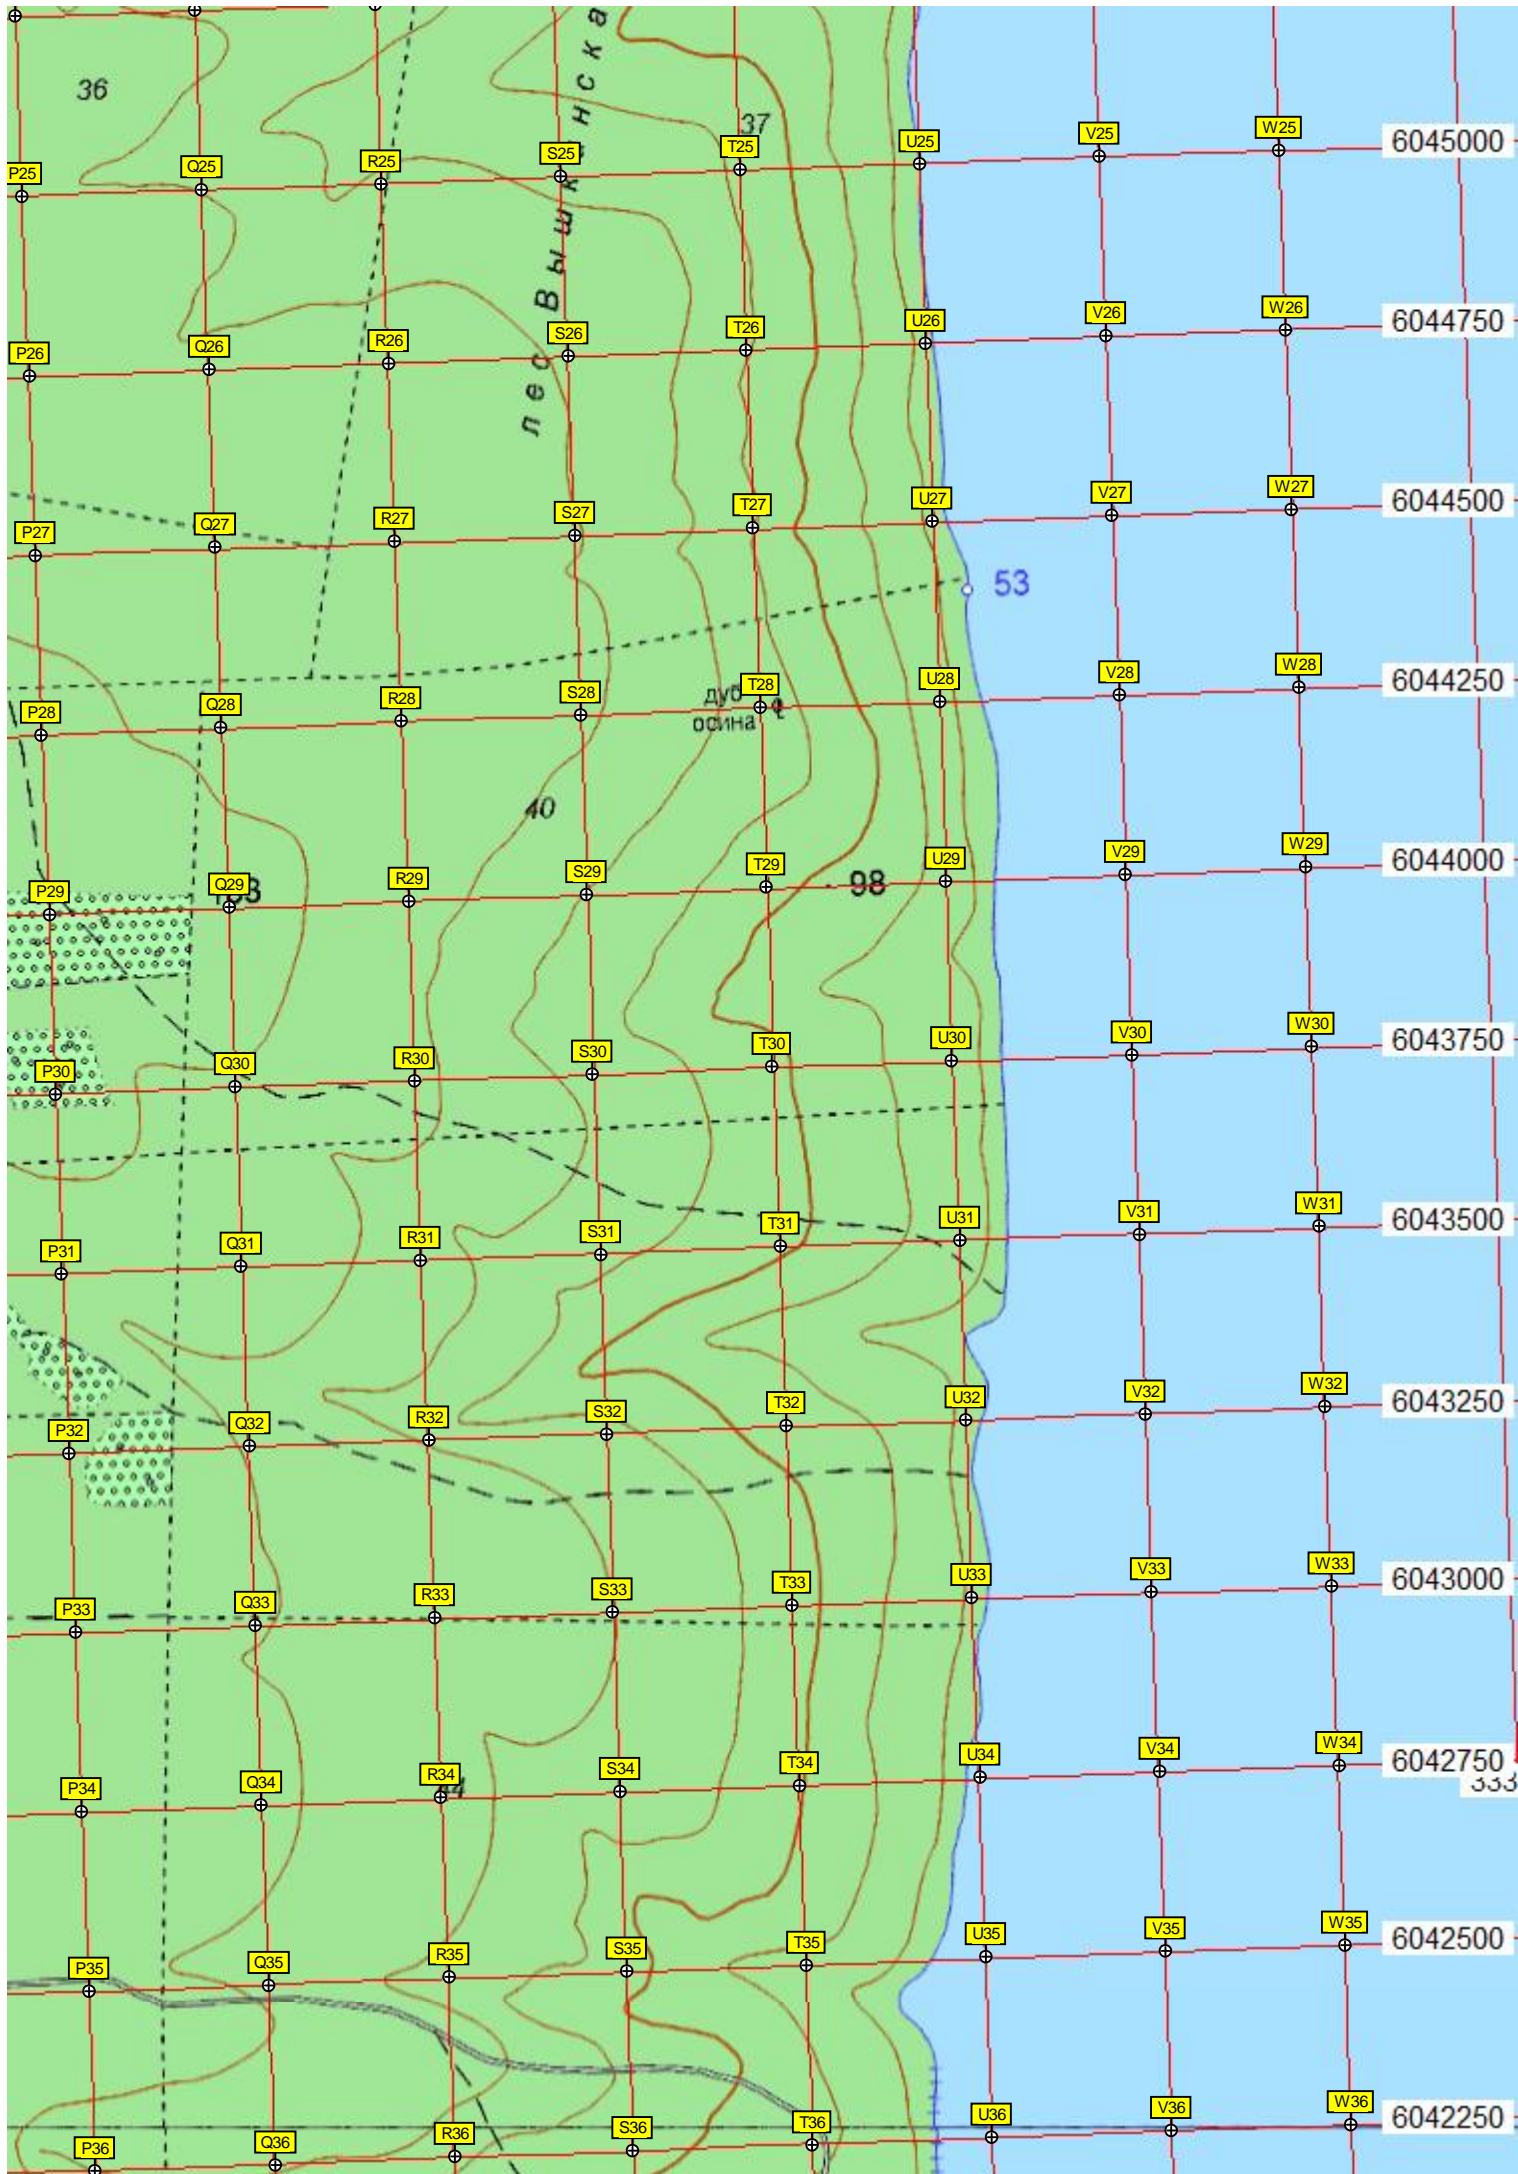 36
37
лес Вышк нска
P25 Q25 R25 S25 T25 U25 V25 W25 6045000
P26 Q26 R26 S26 T26 U26 V26 W26 6044750
P27 Q27 R27 S27 T27 U27 V27 W27 6044500
53
P28 Q28 R28 S28 T28 U28 V28 W28 6044250
дуб
осина
40
P29 Q29 R29 S29 T29 U29 V29 W29 6044000
98
P30 Q30 R30 S30 T30 U30 V30 W30 6043750
P31 Q31 R31 S31 T31 U31 V31 W31 6043500
P32 Q32 R32 S32 T32 U32 V32 W32 6043250
P33 Q33 R33 S33 T33 U33 V33 W33 6043000
P34 Q34 R34 S34 T34 U34 V34 W34 6042750
333
44
P35 Q35 R35 S35 T35 U35 V35 W35 6042500
P36 Q36 R36 S36 T36 U36 V36 W36 6042250